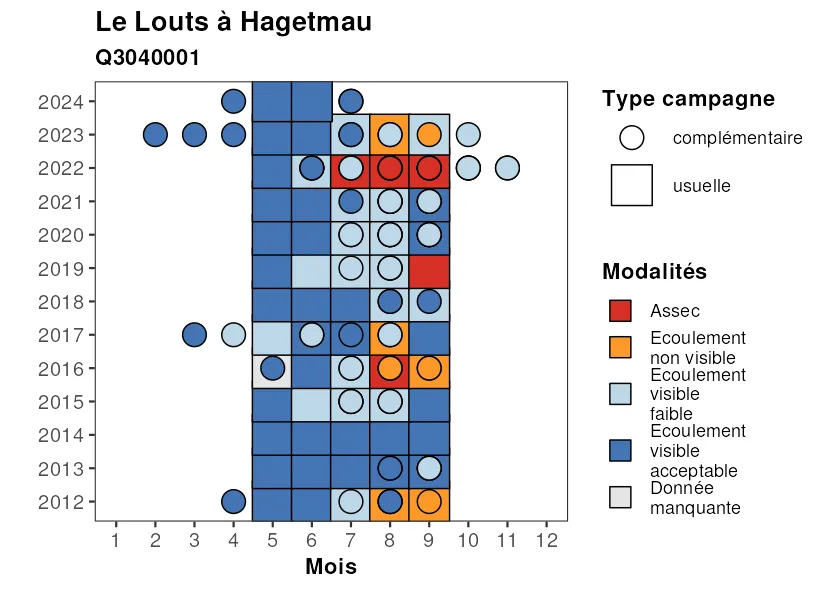 Le Louts à Hagetmau
Q3040001
2024
2023
2022
2021
2020
2019
2018
2017
2016
2015
2014
2013
2012
1 2 3 4 5 6 7 8 9 10 11 12
Mois
Type campagne
complémentaire
usuelle
Modalités
Assec
Ecoulement
non visible
Ecoulement
visible
faible
Ecoulement
visible
acceptable
Donnée
manquante